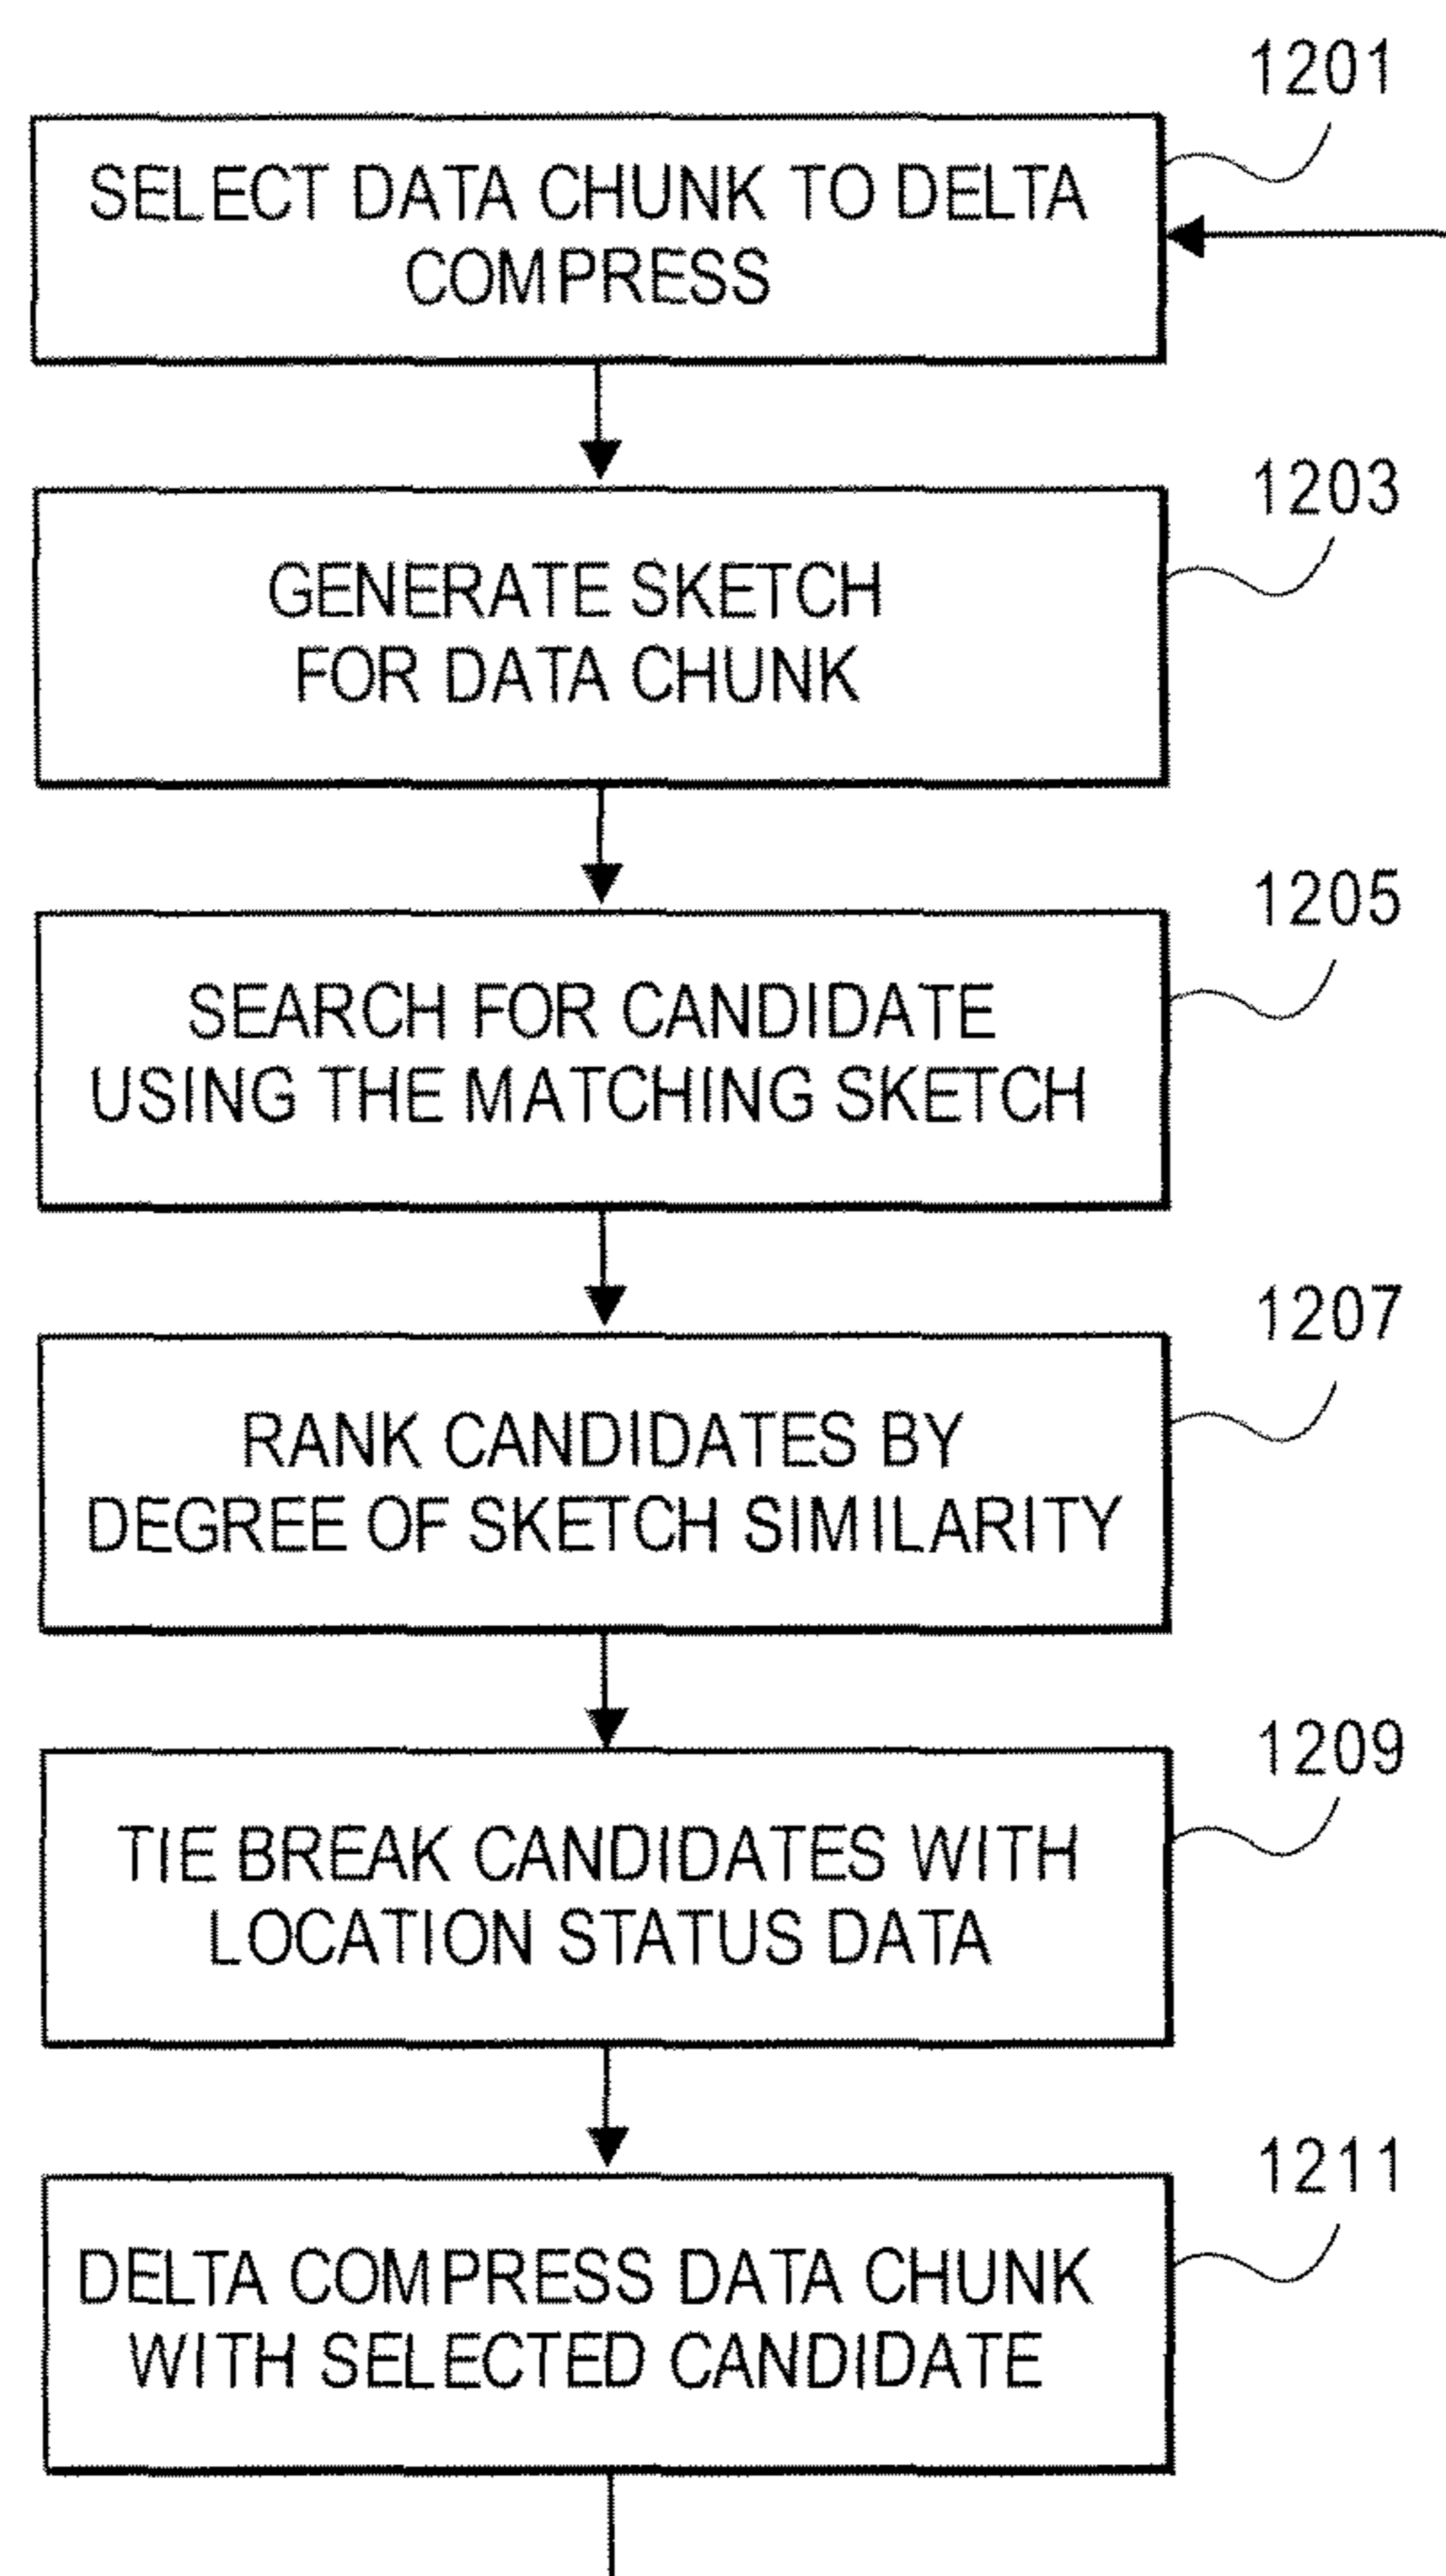 1201
SELECT DATA CHUNK TO DELTA
COMPRESS
1203
GENERATE SKETCH
FOR DATA CHUNK
1205
SEARCH FOR CANDIDATE
USING THE MATCHING SKETCH
1207
RANK CANDIDATES BY
DEGREE OF SKETCH SIMILARITY
1209
TIE BREAK CANDIDATES WITH
LOCATION STATUS DATA
1211
DELTA COMPRESS DATA CHUNK
WITH SELECTED CANDIDATE